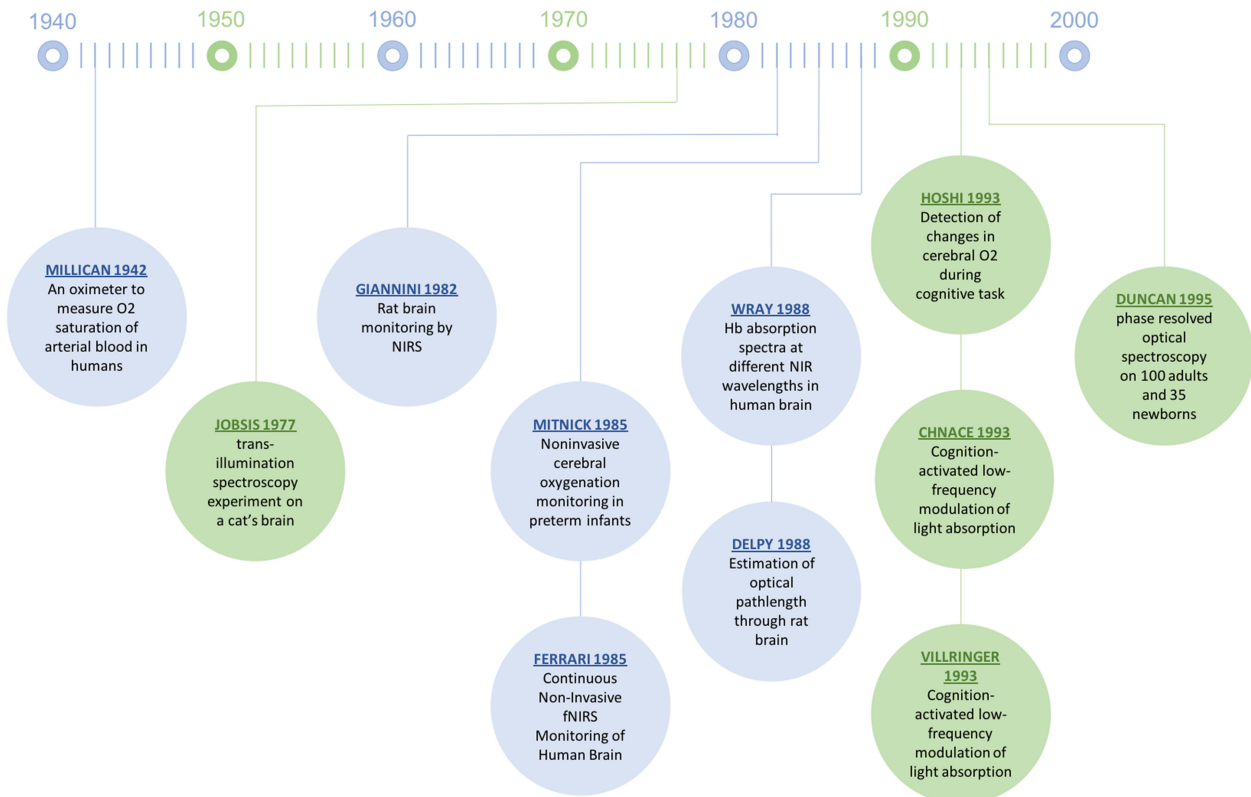 1940
1950
1960
1970
1980
1990
2000
MILLICAN 1942
An oximeter to
measure O2
saturation of
arterial blood in
humans
JOBSIS 1977
trans-
illumination
spectroscopy
experiment on
a cat's brain
GIANNINI 1982
Rat brain
monitoring by
NIRS
MITNICK 1985
Noninvasive
cerebral
oxygenation
monitoring in
preterm infants
FERRARI 1985
Continuous
Non-Invasive
fNIRS
Monitoring of
Human Brain
WRAY 1988
Hb absorption
spectra at
different NIR
wavelengths in
human brain
DELPY 1988
Estimation of
optical
pathlength
through rat
brain
HOSHI 1993
Detection of
changes in
cerebral O2
during
cognitive task
CHNACE 1993
Cognition-
activated low-
frequency
modulation of
light absorption
VILLRINGER
1993
Cognition-
activated low-
frequency
modulation of
light absorption
DUNCAN 1995
phase resolved
optical
spectroscopy
on 100 adults
and 35
newborns